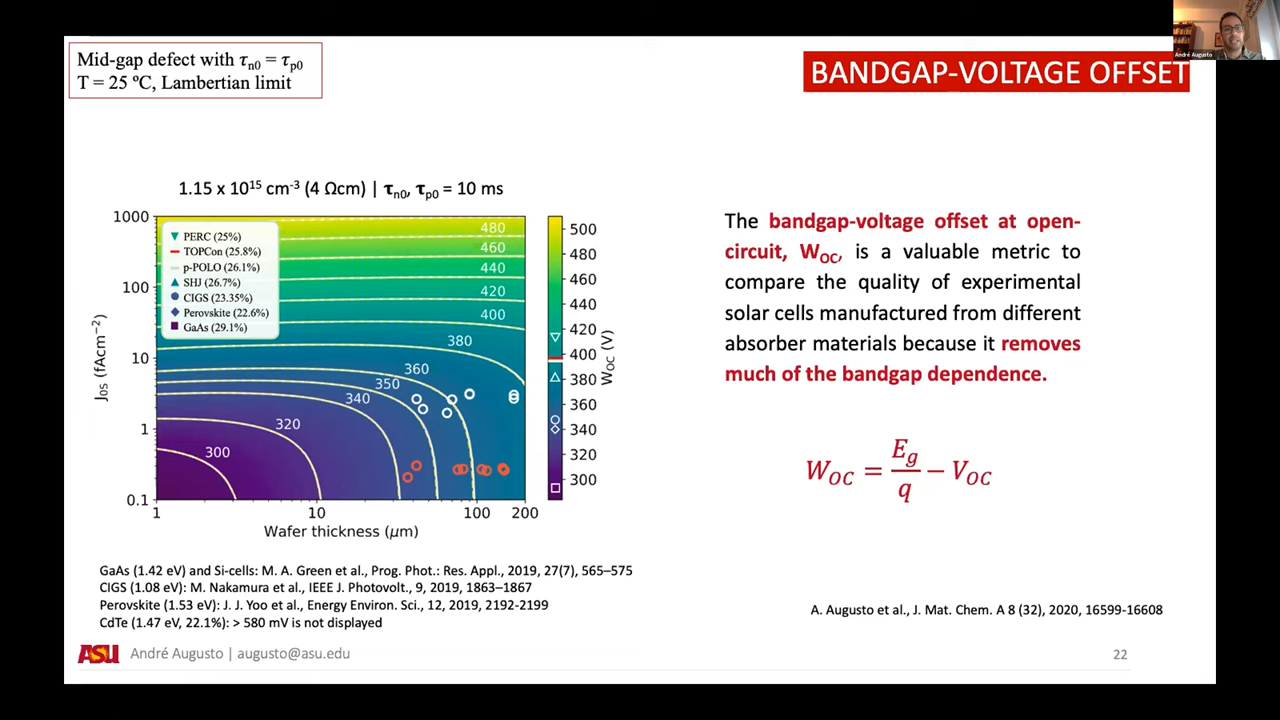 André Augusto
Mid-gap defect with τn0 = τp0
T = 25 ºC, Lambertian limit
BANDGAP-VOLTAGE OFFSET
1.15 x 10¹⁵ cm⁻³ (4 Ωcm) | τn0, τp0 = 10 ms
1000
100
10
1
0.1
J0S (fAcm⁻²)
PERC (25%)
TOPCon (25.8%)
p-POLO (26.1%)
SHJ (26.7%)
CIGS (23.35%)
Perovskite (22.6%)
GaAs (29.1%)
480
460
440
420
400
380
360
350
340
320
300
1
10
100
200
Wafer thickness (μm)
500
480
460
440
420
400
380
360
340
320
300
WOC (V)
The bandgap-voltage offset at open-
circuit, WOC, is a valuable metric to
compare the quality of experimental
solar cells manufactured from different
absorber materials because it removes
much of the bandgap dependence.
WOC = Eg/q − VOC
GaAs (1.42 eV) and Si-cells: M. A. Green et al., Prog. Phot.: Res. Appl., 2019, 27(7), 565–575
CIGS (1.08 eV): M. Nakamura et al., IEEE J. Photovolt., 9, 2019, 1863–1867
Perovskite (1.53 eV): J. J. Yoo et al., Energy Environ. Sci., 12, 2019, 2192-2199
CdTe (1.47 eV, 22.1%): > 580 mV is not displayed
A. Augusto et al., J. Mat. Chem. A 8 (32), 2020, 16599-16608
ASU André Augusto | augusto@asu.edu
22